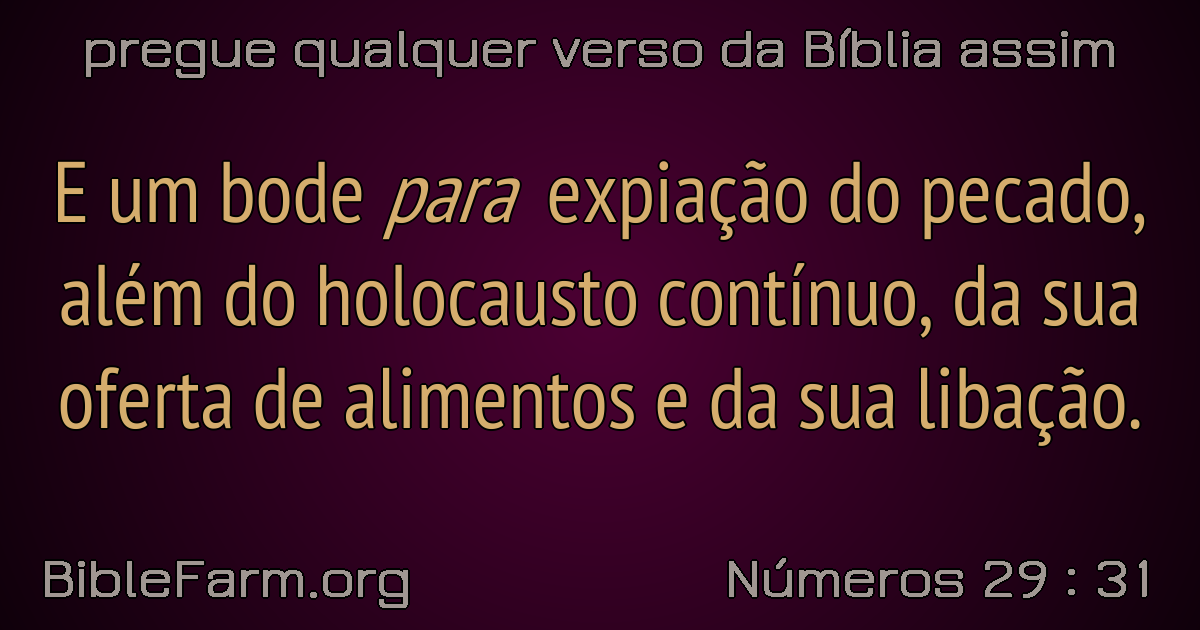 pregue qualquer verso da Bíblia assim
E um bode para expiação do pecado,
além do holocausto contínuo, da sua
oferta de alimentos e da sua libação.
BibleFarm.org
Números 29 : 31